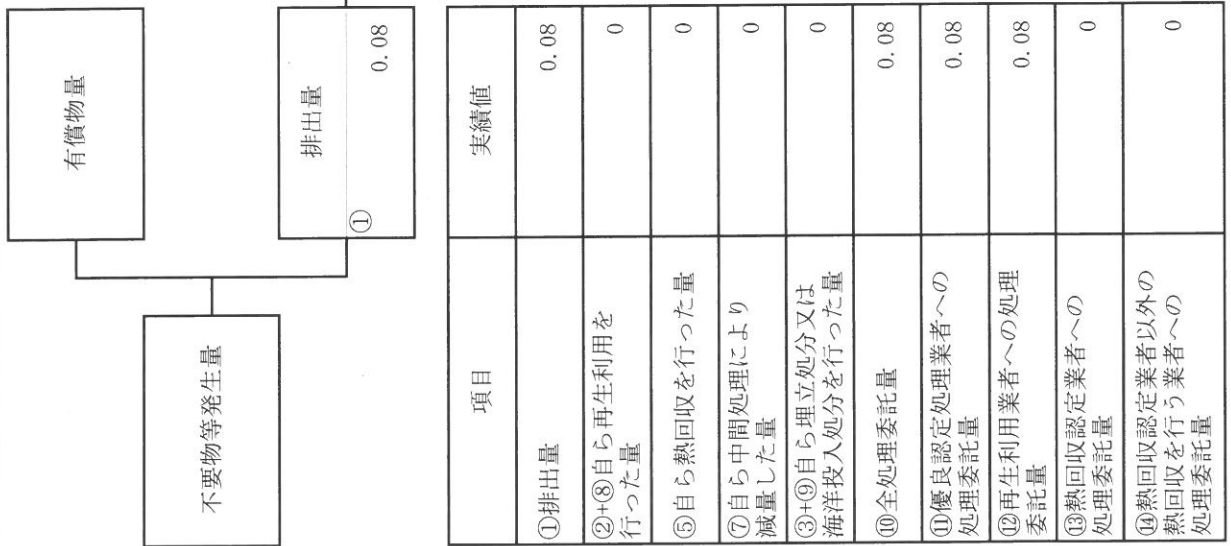 有償物量
不要物等発生量
排出量
① 0.08
項目 実績値
①排出量 0.08
②+⑧自ら再生利用を
行った量 0
⑤自ら熱回収を行った量 0
⑦自ら中間処理により
減量した量 0
③+⑨自ら埋立処分又は
海洋投入処分を行った量 0
⑩全処理委託量 0.08
⑪優良認定処理業者への
処理委託量 0.08
⑫再生利用業者への処理
委託量 0.08
⑬熱回収認定業者への
処理委託量 0
⑭熱回収認定業者以外の
熱回収を行う業者への
処理委託量 0